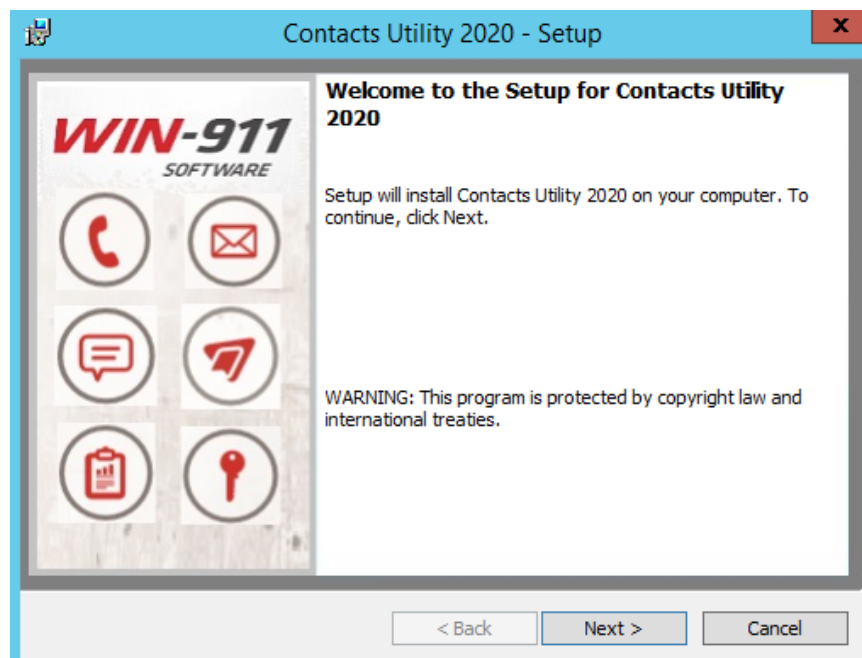 Contacts Utility 2020 - Setup
x
WIN-911
SOFTWARE
Welcome to the Setup for Contacts Utility
2020
Setup will install Contacts Utility 2020 on your computer. To
continue, click Next.
WARNING: This program is protected by copyright law and
international treaties.
< Back
Next >
Cancel